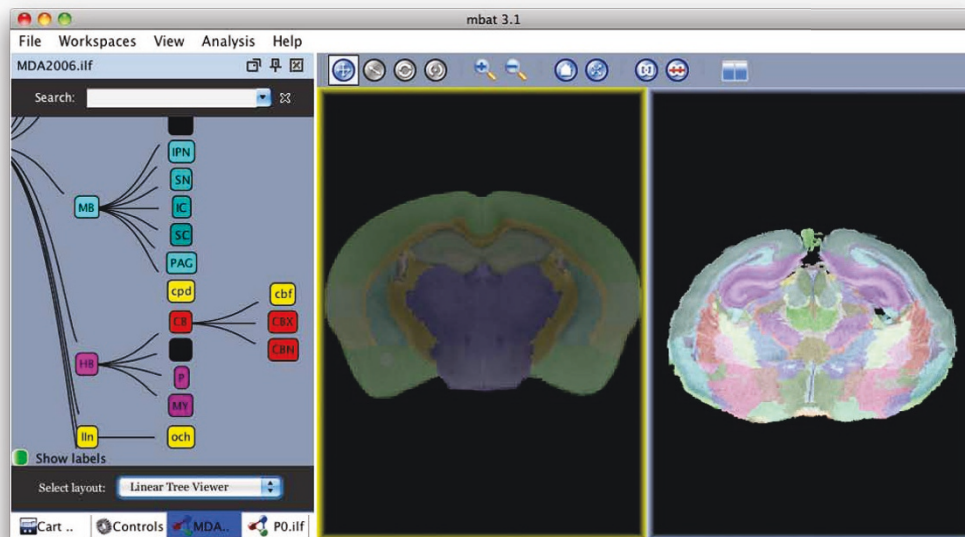 mbat 3.1
File Workspaces View Analysis Help
MDA2006.ilf
Search:
IPN
SN
MB
IC
SC
PAG
cpd
cbf
CB
CBX
CBN
HB
P
MY
IIn
och
Show labels
Select layout: Linear Tree Viewer
Cart .. Controls MDA.. P0.ilf